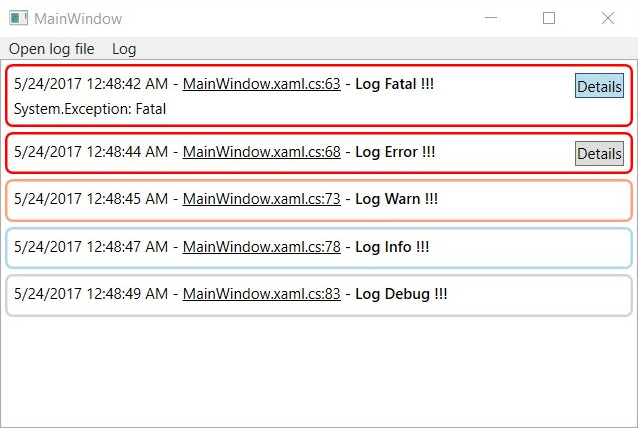 MainWindow
Open log file Log
5/24/2017 12:48:42 AM - MainWindow.xaml.cs:63 - Log Fatal !!! Details
System.Exception: Fatal
5/24/2017 12:48:44 AM - MainWindow.xaml.cs:68 - Log Error !!! Details
5/24/2017 12:48:45 AM - MainWindow.xaml.cs:73 - Log Warn !!!
5/24/2017 12:48:47 AM - MainWindow.xaml.cs:78 - Log Info !!!
5/24/2017 12:48:49 AM - MainWindow.xaml.cs:83 - Log Debug !!!